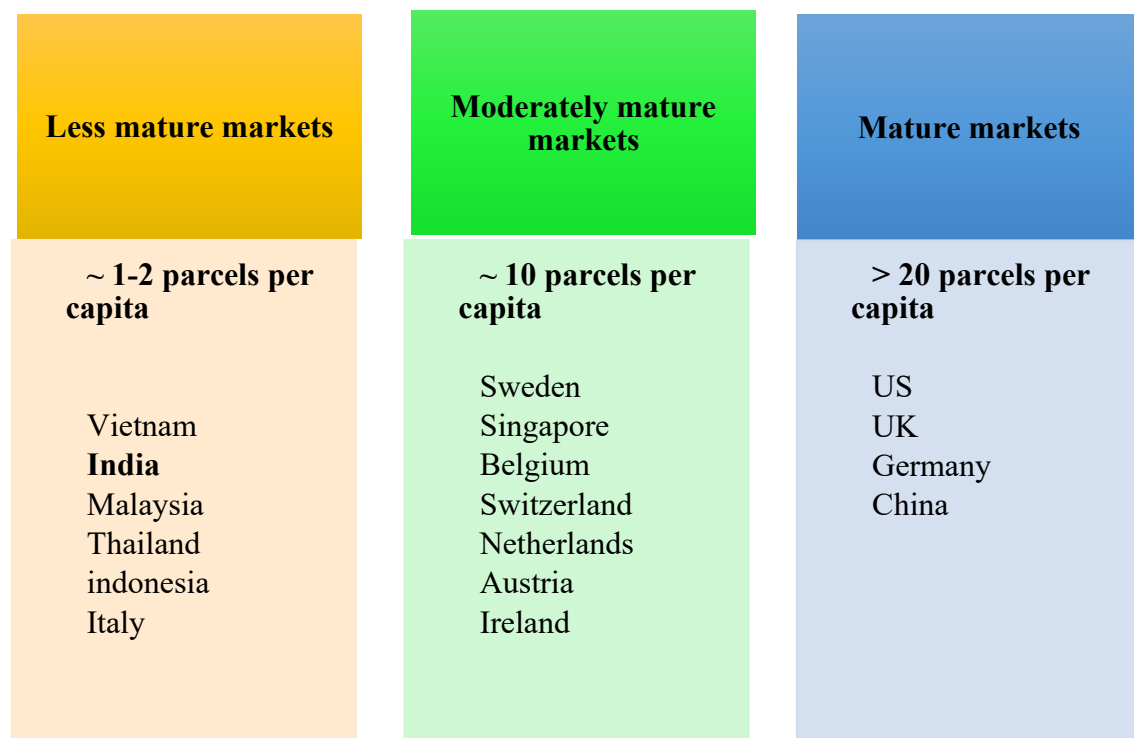 Less mature markets
~ 1-2 parcels per
capita
Vietnam
India
Malaysia
Thailand
indonesia
Italy
Moderately mature
markets
~ 10 parcels per
capita
Sweden
Singapore
Belgium
Switzerland
Netherlands
Austria
Ireland
Mature markets
> 20 parcels per
capita
US
UK
Germany
China